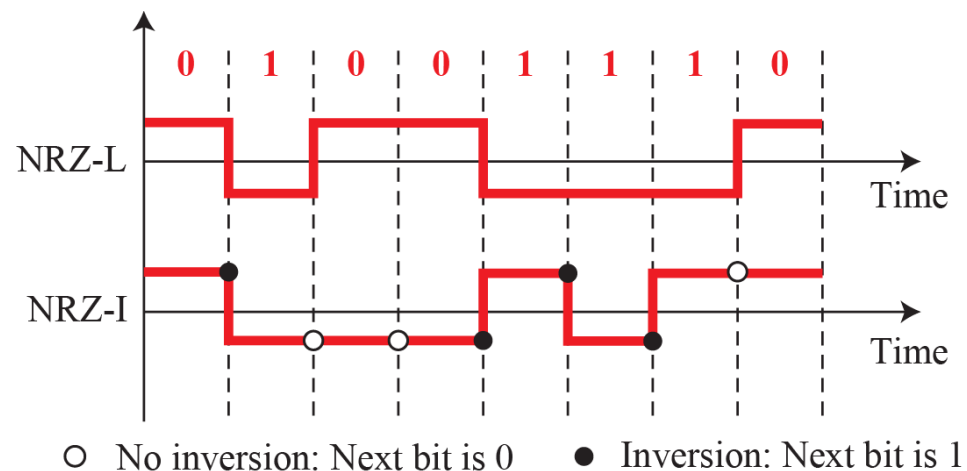 0 1 0 0 1 1 1 0
NRZ-L
Time
NRZ-I
Time
No inversion: Next bit is 0 Inversion: Next bit is 1